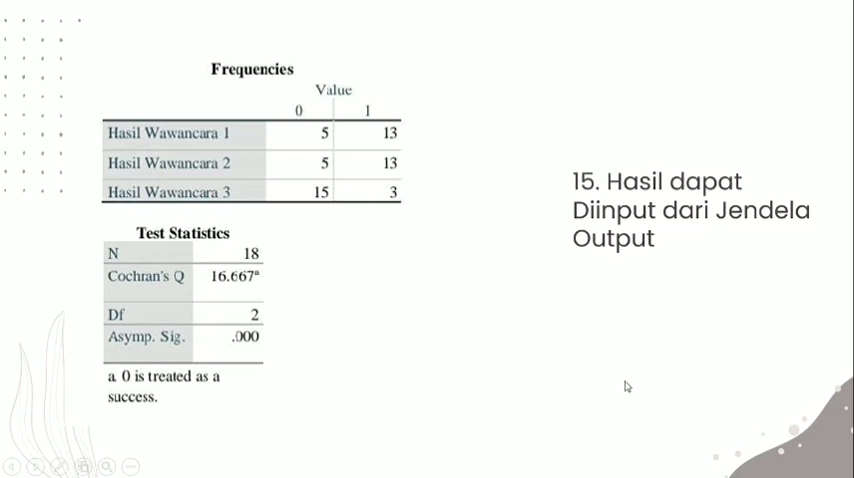 Frequencies
Value
0 1
Hasil Wawancara 1 5 13
Hasil Wawancara 2 5 13
Hasil Wawancara 3 15 3
Test Statistics
N 18
Cochran's Q 16.667ª
Df 2
Asymp. Sig. .000
a 0 is treated as a
success.
15. Hasil dapat
Diinput dari Jendela
Output